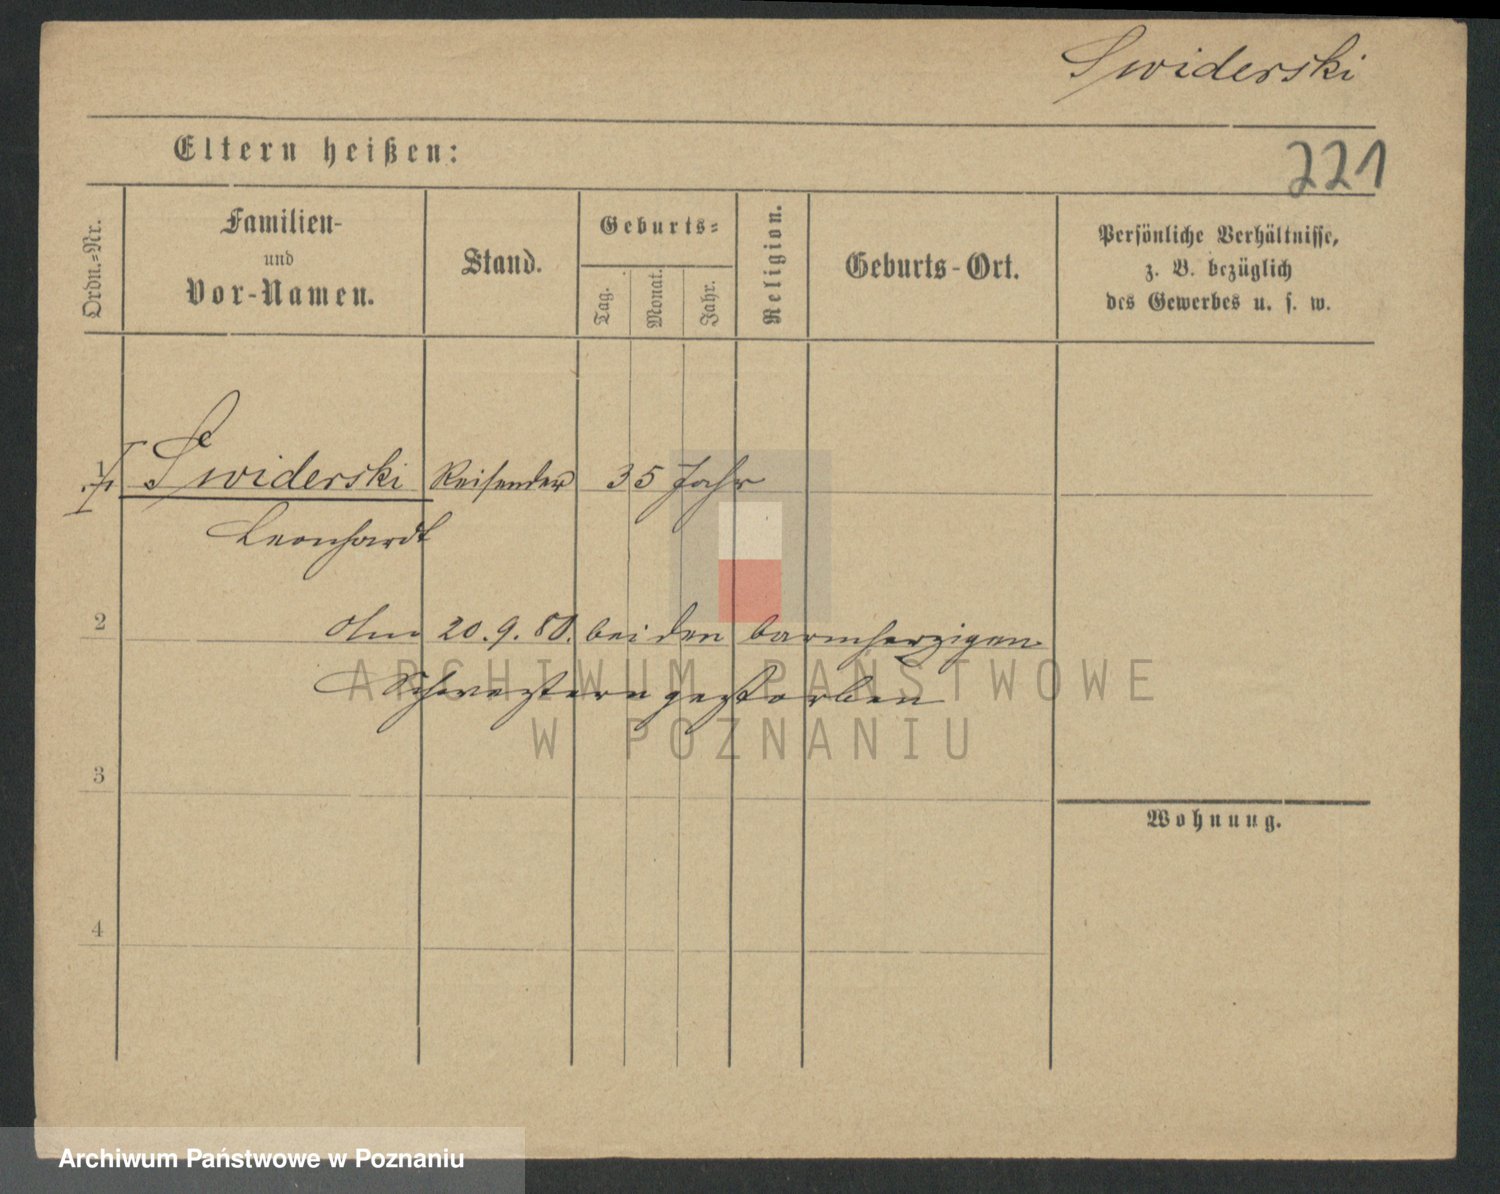 Swiderski
Eltern heißen:
221
Ordn.-Nr.
Familien-
und
Vor-Namen.
Stand.
Geburts-
Tag.
Monat.
Jahr.
Religion.
Geburts-Ort.
Persönliche Verhältnisse,
z. B. bezüglich
des Gewerbes u. s. w.
1 Swiderski Reisender 35 Jahr
Leonhardt
2
Am 20.9.80. bei den barmherzigen
Schwestern gestorben
ARCHIWUM PAŃSTWOWE
W POZNANIU
3
Wohnung.
4
Archiwum Państwowe w Poznaniu